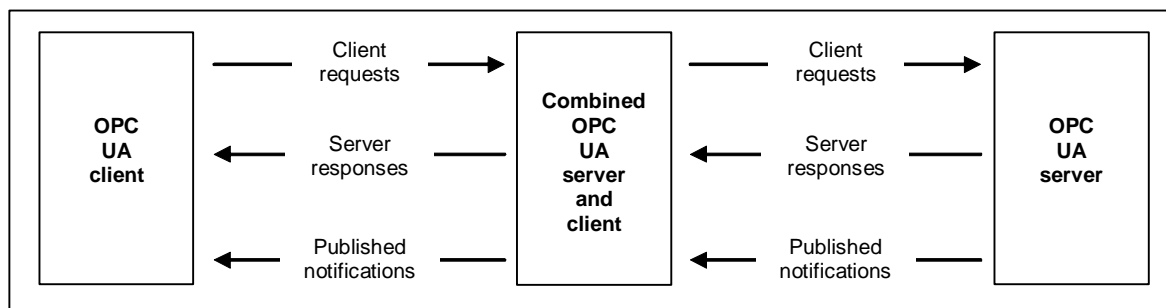 OPC
UA
client
Client
requests
Server
responses
Published
notifications
Combined
OPC
UA
server
and
client
Client
requests
Server
responses
Published
notifications
OPC
UA
server